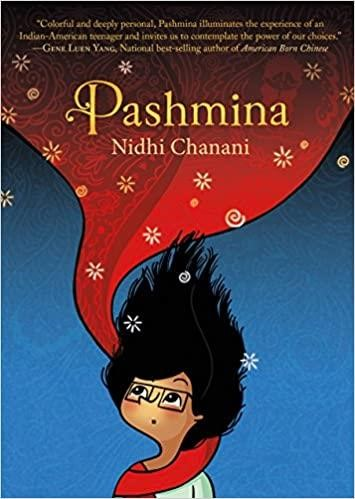 "Colorful and deeply personal, Pashmina illuminates the experience of an
Indian-American teenager and invites us to contemplate the power of our choices."
—GENE LUEN YANG, National best-selling author of American Born Chinese
Pashmina
Nidhi Chanani